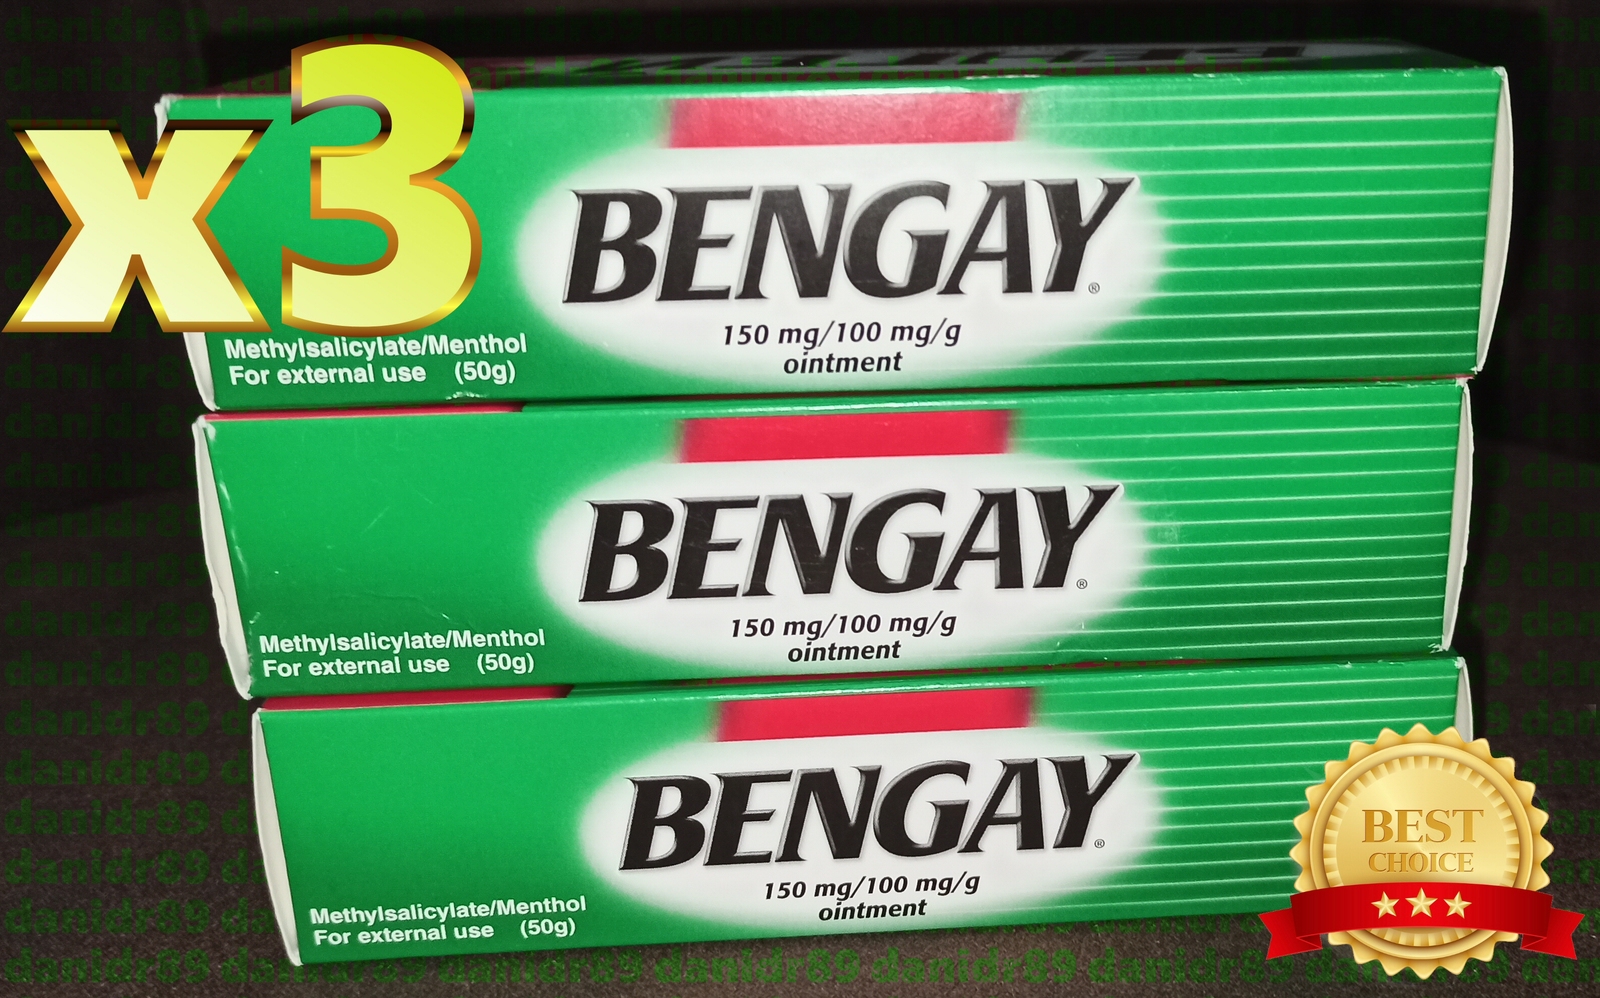 x3
BENGAY®
150 mg/100 mg/g
ointment
Methylsalicylate/Menthol
For external use (50g)
BENGAY®
150 mg/100 mg/g
ointment
Methylsalicylate/Menthol
For external use (50g)
BENGAY®
150 mg/100 mg/g
ointment
Methylsalicylate/Menthol
For external use (50g)
BEST
CHOICE
danidr89